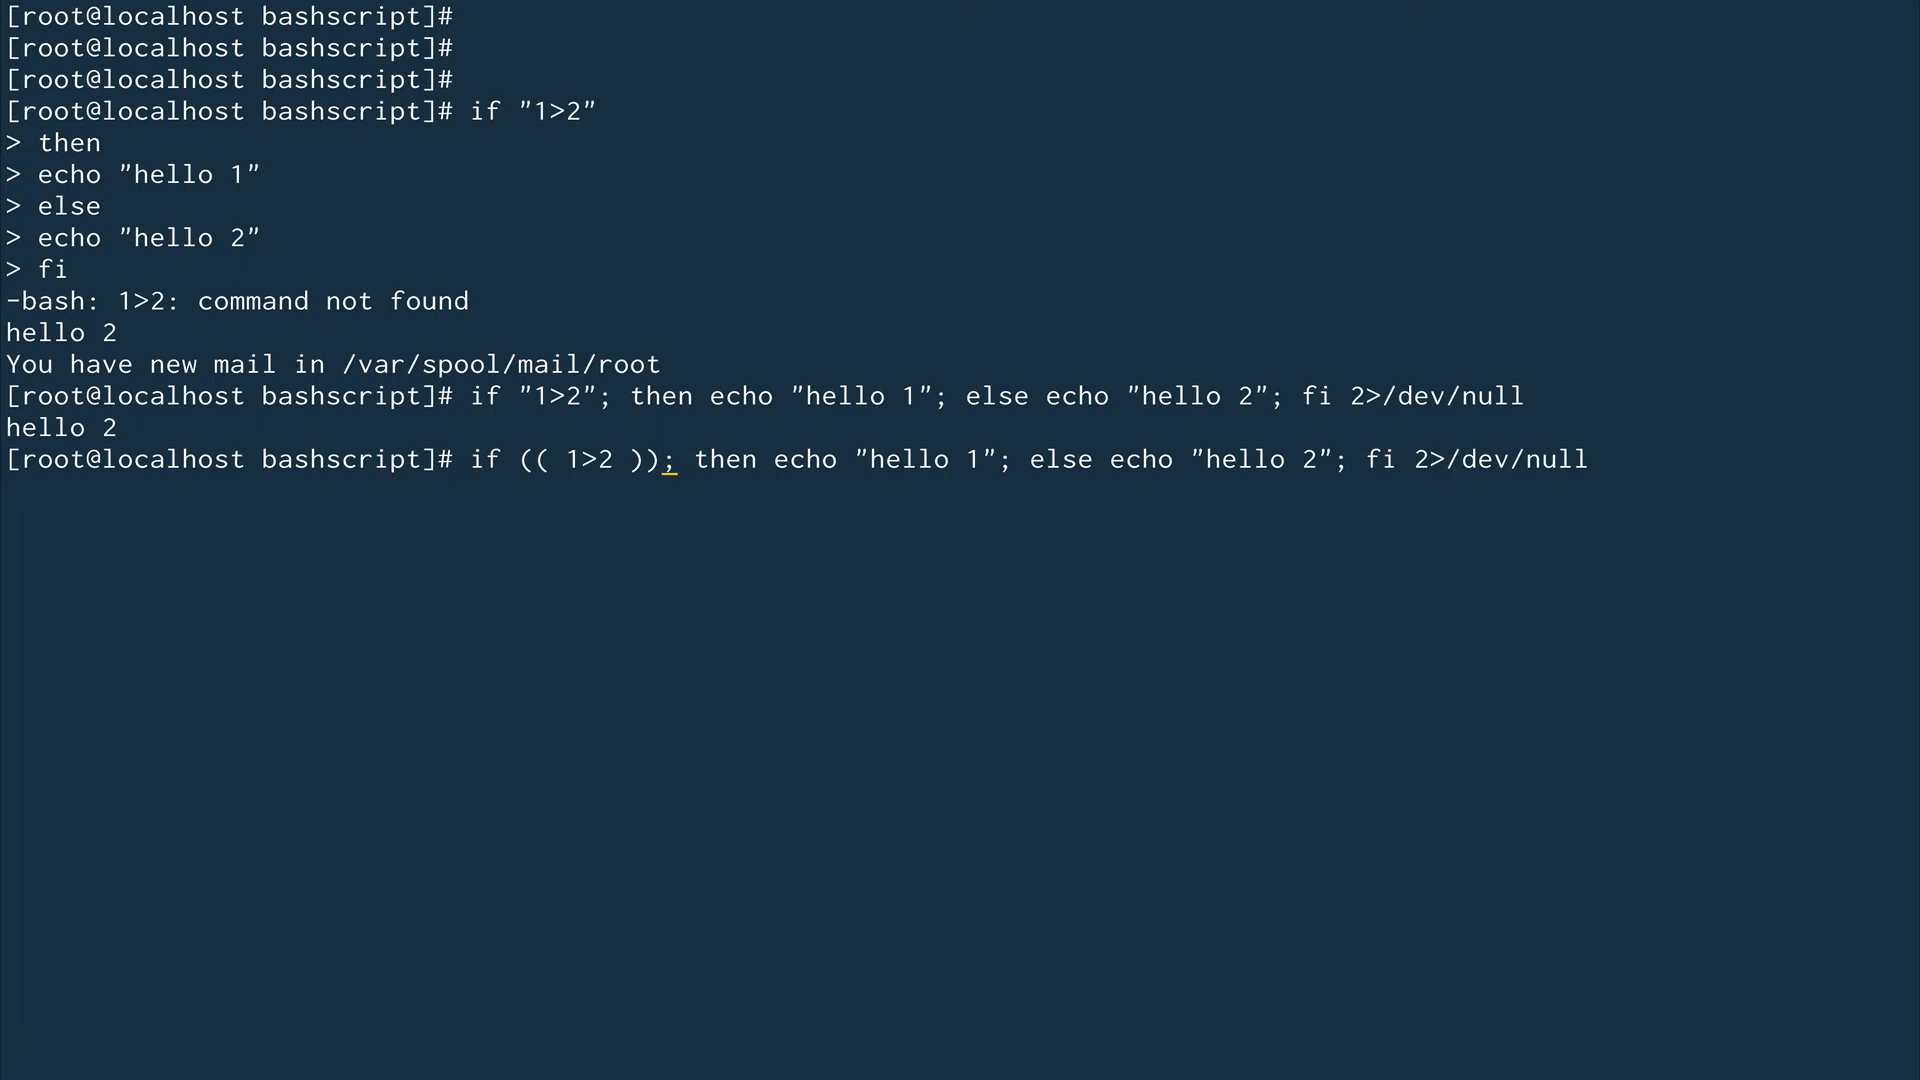 [root@localhost bashscript]#
[root@localhost bashscript]#
[root@localhost bashscript]#
[root@localhost bashscript]# if "1>2"
> then
> echo "hello 1"
> else
> echo "hello 2"
> fi
-bash: 1>2: command not found
hello 2
You have new mail in /var/spool/mail/root
[root@localhost bashscript]# if "1>2"; then echo "hello 1"; else echo "hello 2"; fi 2>/dev/null
hello 2
[root@localhost bashscript]# if (( 1>2 )); then echo "hello 1"; else echo "hello 2"; fi 2>/dev/null